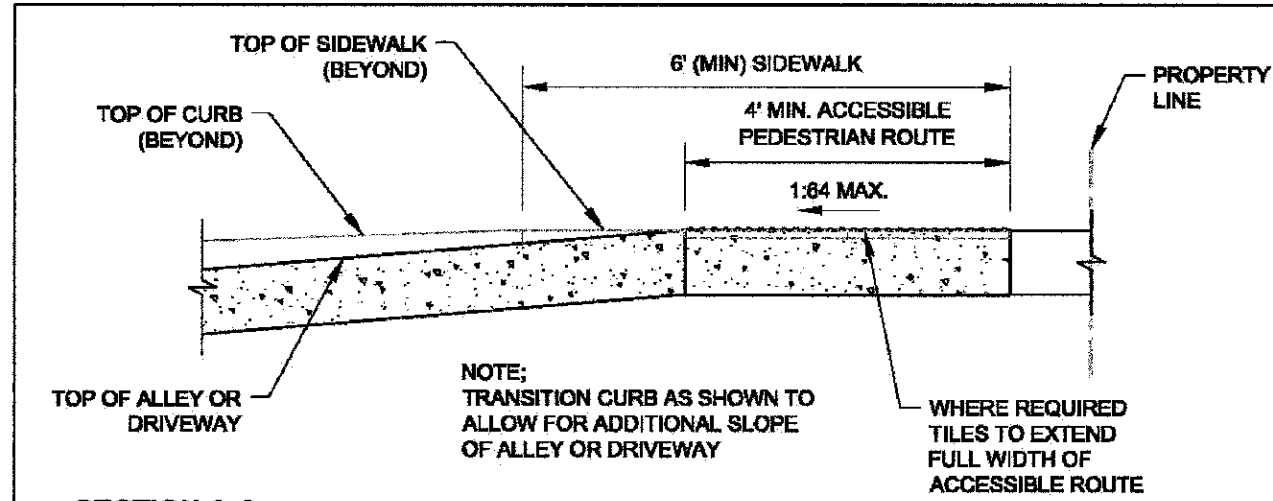 TOP OF SIDEWALK
(BEYOND)
6' (MIN) SIDEWALK
PROPERTY
LINE
TOP OF CURB
(BEYOND)
4' MIN. ACCESSIBLE
PEDESTRIAN ROUTE
1:64 MAX.
TOP OF ALLEY OR
DRIVEWAY
NOTE;
TRANSITION CURB AS SHOWN TO
ALLOW FOR ADDITIONAL SLOPE
OF ALLEY OR DRIVEWAY
WHERE REQUIRED
TILES TO EXTEND
FULL WIDTH OF
ACCESSIBLE ROUTE